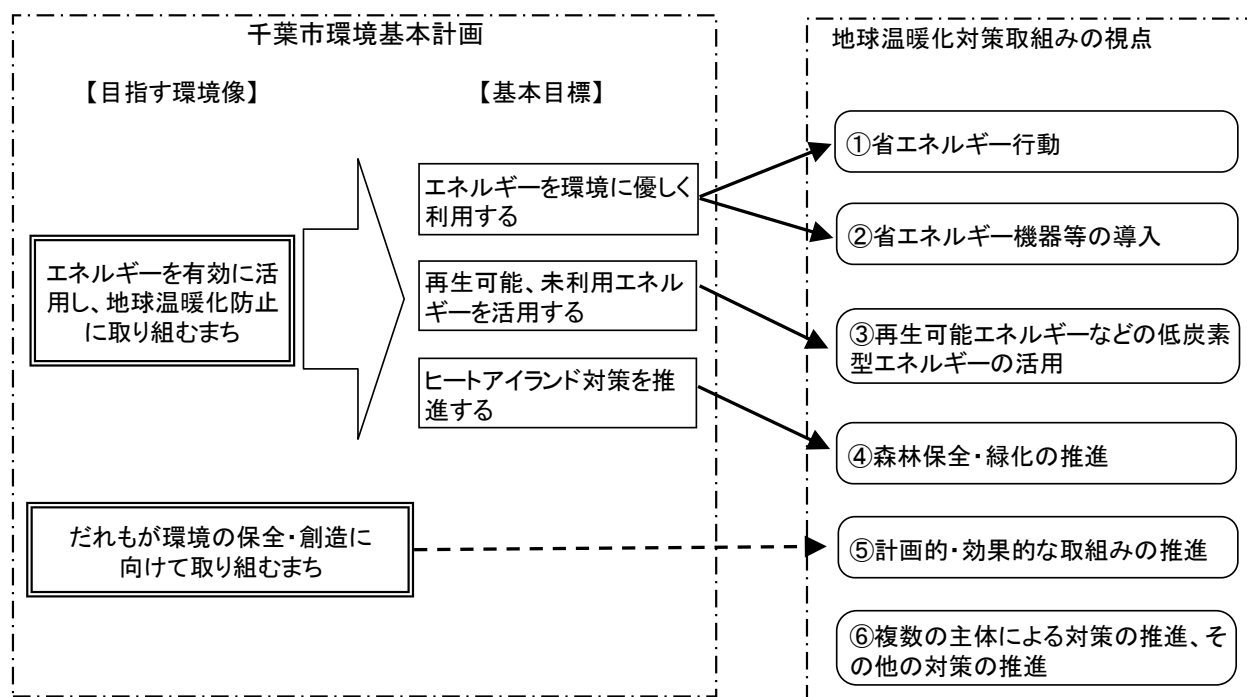 千葉市環境基本計画
【目指す環境像】
【基本目標】
エネルギーを有効に活
用し、地球温暖化防止
に取り組むまち
エネルギーを環境に優しく
利用する
再生可能、未利用エネル
ギーを活用する
ヒートアイランド対策を推
進する
だれもが環境の保全・創造に
向けて取り組むまち
地球温暖化対策取組みの視点
①省エネルギー行動
②省エネルギー機器等の導入
③再生可能エネルギーなどの低炭素
型エネルギーの活用
④森林保全・緑化の推進
⑤計画的・効果的な取組みの推進
⑥複数の主体による対策の推進、そ
の他の対策の推進